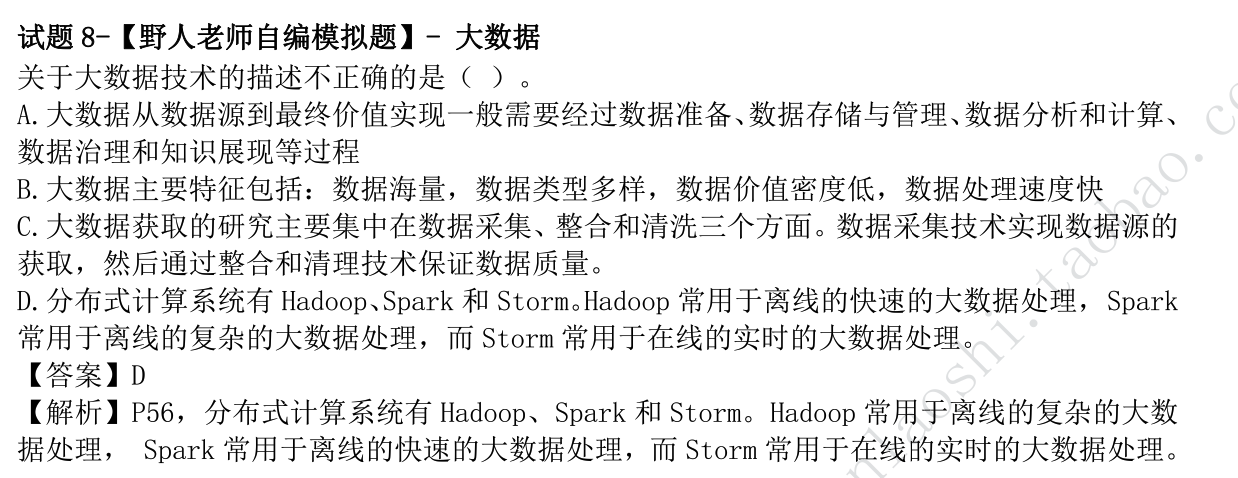 试题 8-【野人老师自编模拟题】- 大数据
关于大数据技术的描述不正确的是（ ）。
A.大数据从数据源到最终价值实现一般需要经过数据准备、数据存储与管理、数据分析和计算、
数据治理和知识展现等过程
B.大数据主要特征包括：数据海量，数据类型多样，数据价值密度低，数据处理速度快
C.大数据获取的研究主要集中在数据采集、整合和清洗三个方面。数据采集技术实现数据源的
获取，然后通过整合和清理技术保证数据质量。
D.分布式计算系统有 Hadoop、Spark 和 Storm。Hadoop 常用于离线的快速的大数据处理，Spark
常用于离线的复杂的大数据处理，而 Storm 常用于在线的实时的大数据处理。
【答案】D
【解析】P56，分布式计算系统有 Hadoop、Spark 和 Storm。Hadoop 常用于离线的复杂的大数
据处理， Spark 常用于离线的快速的大数据处理，而 Storm 常用于在线的实时的大数据处理。
nlaoshi.taobao.co